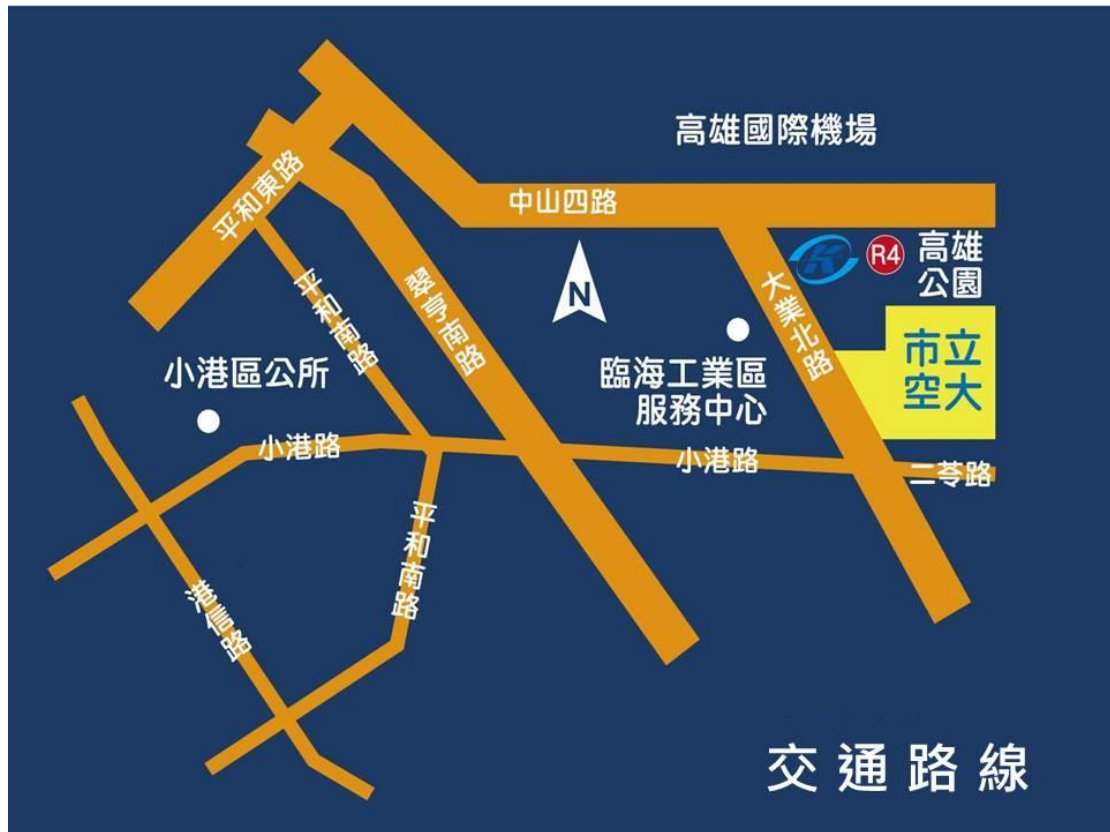 高雄國際機場
平和東路
中山四路
R4
高雄
公園
平和南路
翠亨南路
N
大業北路
小港區公所
臨海工業區
服務中心
市立
空大
小港路
小港路
二苓路
平和南路
港信路
交通路線